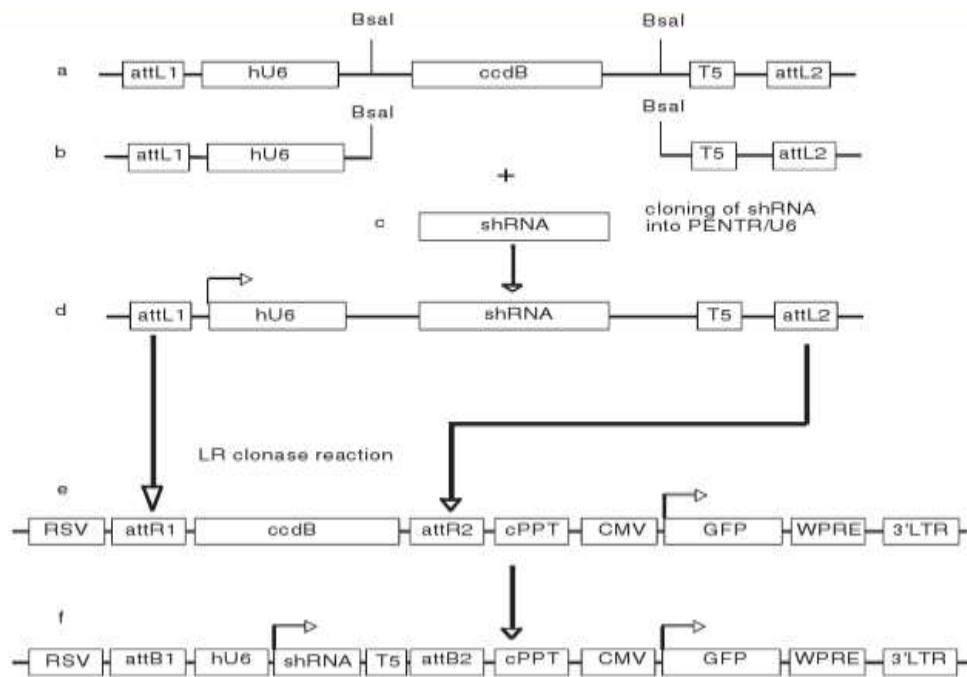 BsaI BsaI
a attL1 hU6 ccdB T5 attL2
BsaI BsaI
b attL1 hU6 T5 attL2
+
c shRNA cloning of shRNA
into PENTR/U6
d attL1 hU6 shRNA T5 attL2
LR clonase reaction
e
RSV attR1 ccdB attR2 cPPT CMV GFP WPRE 3'LTR
f
RSV attB1 hU6 shRNA T5 attB2 cPPT CMV GFP WPRE 3'LTR